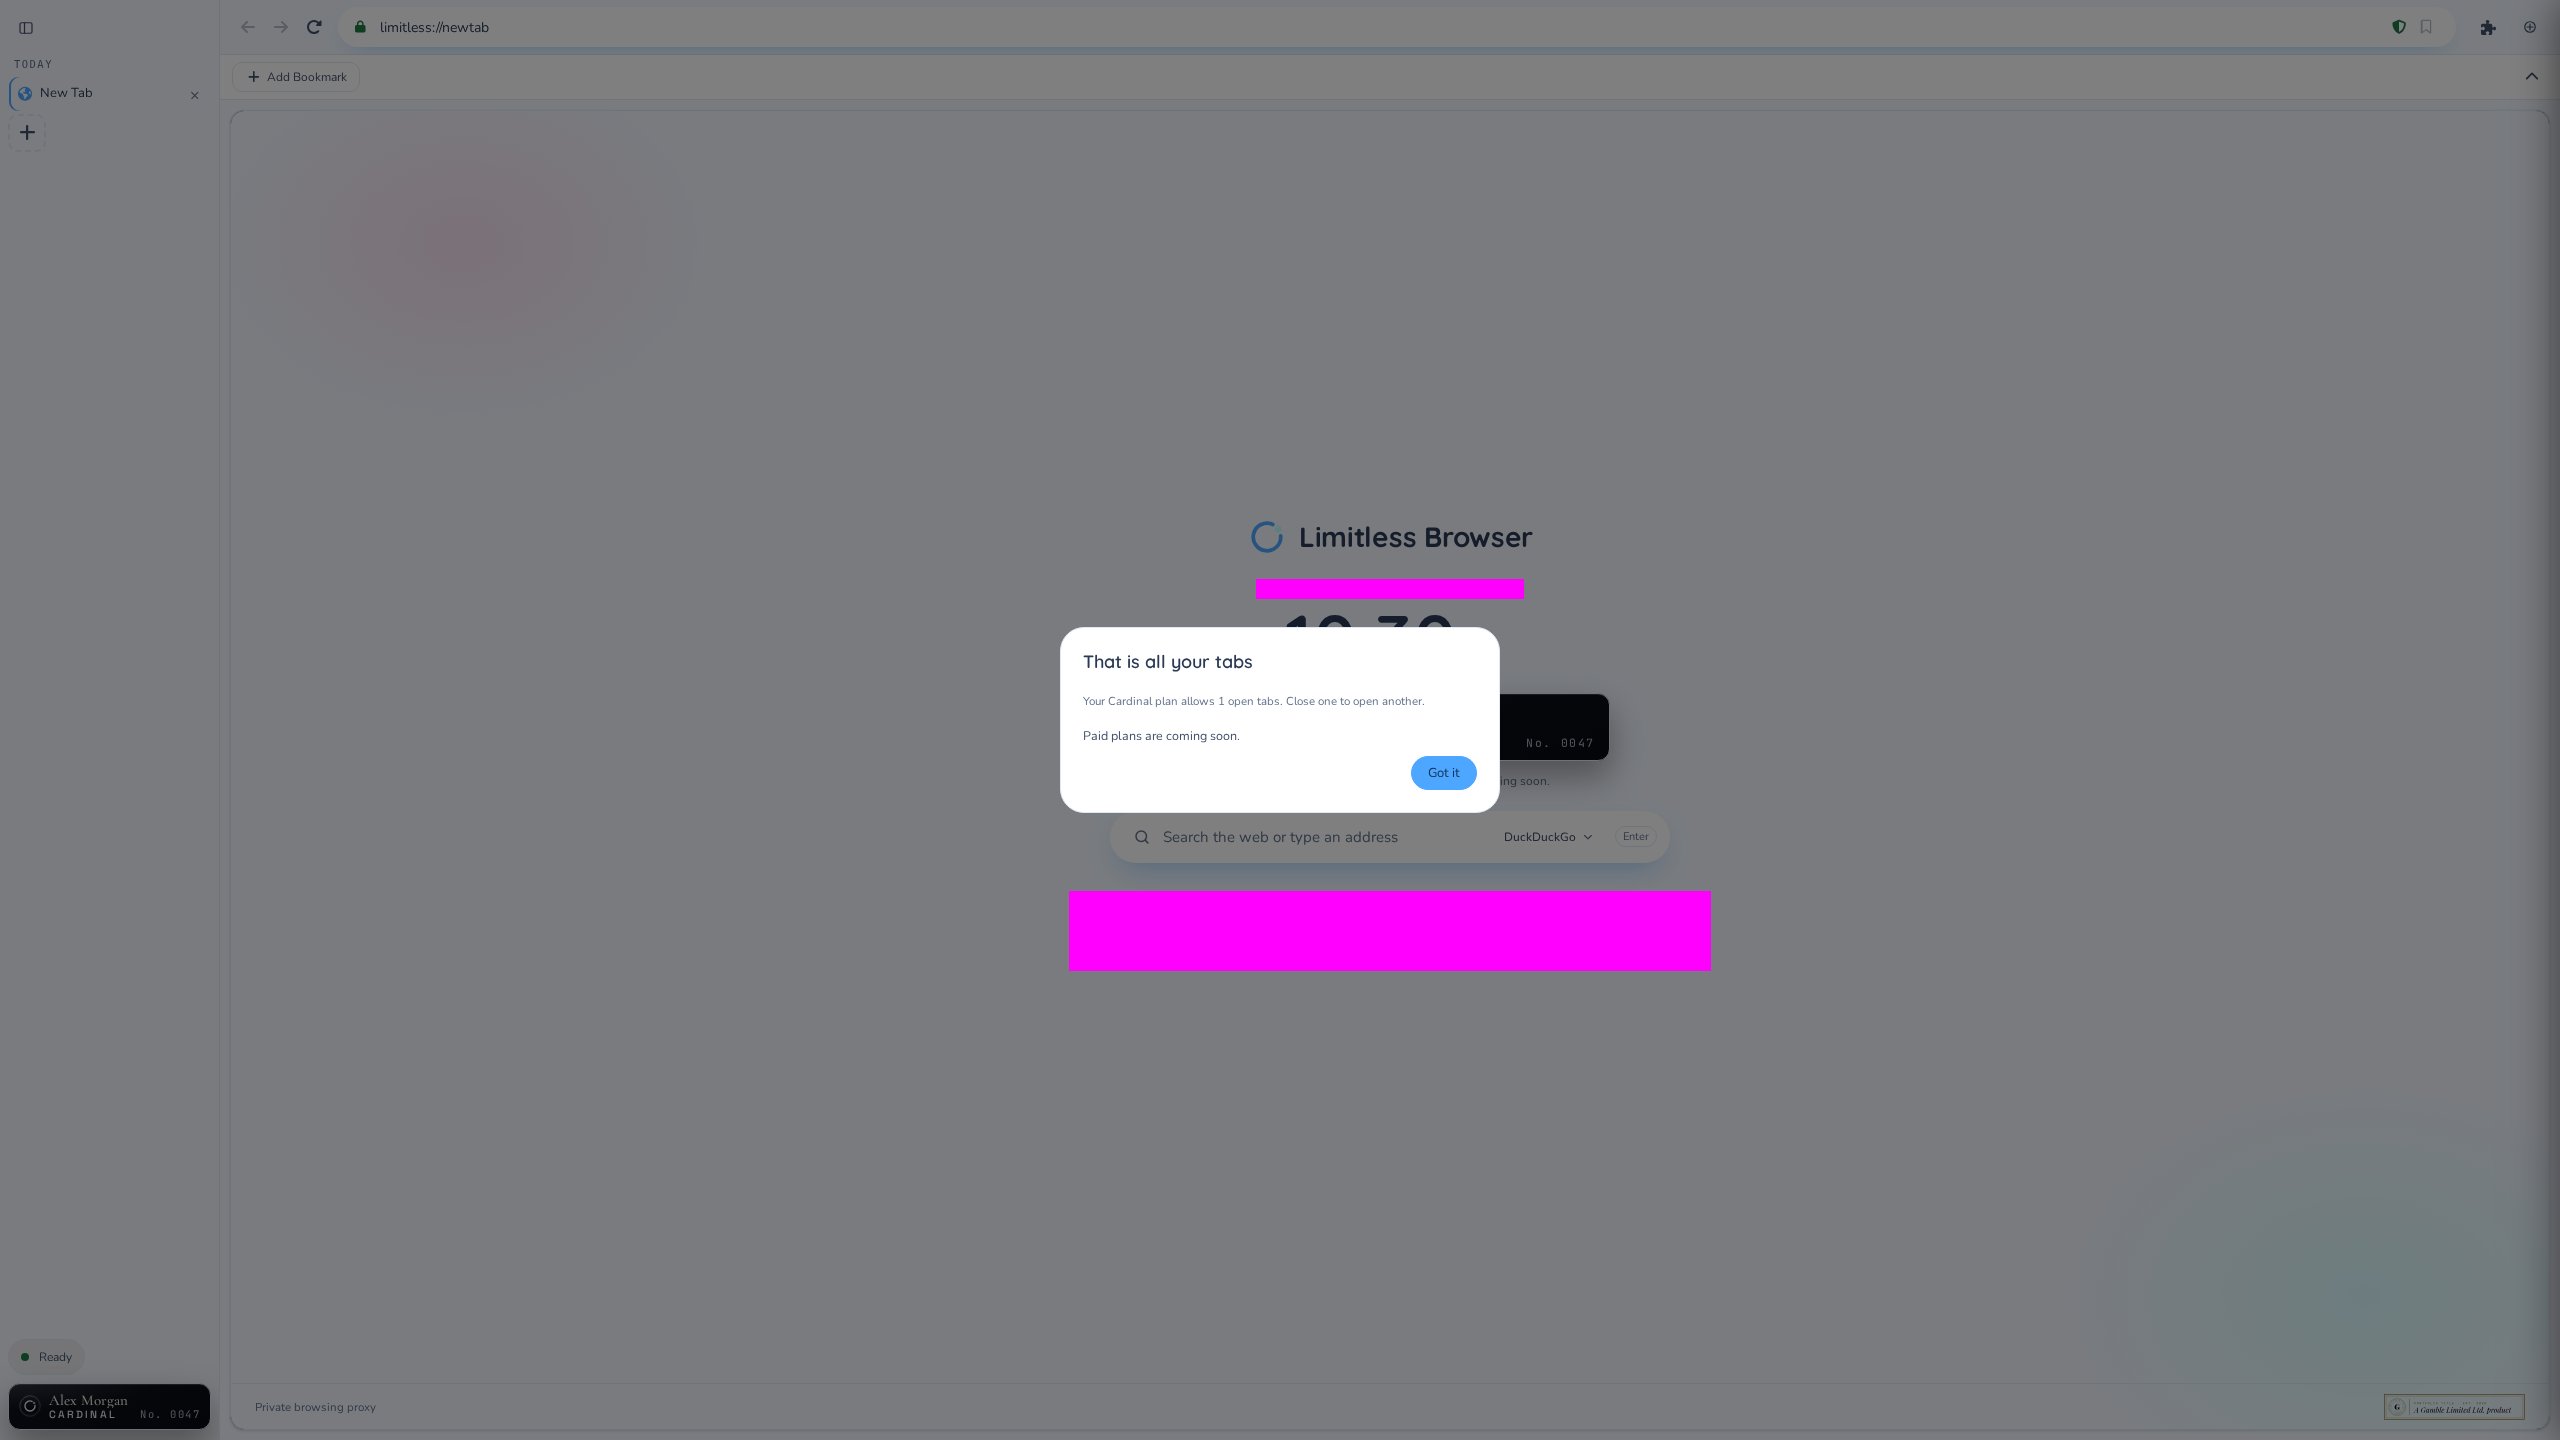 limitless://newtab
TODAY
Add Bookmark
New Tab
Limitless Browser
That is all your tabs
Your Cardinal plan allows 1 open tabs. Close one to open another.
Paid plans are coming soon.
Got it
No. 0047
ing soon.
Search the web or type an address
DuckDuckGo
Enter
Ready
Alex Morgan
CARDINAL No. 0047
Private browsing proxy
G
A Gamble Limited Ltd. product